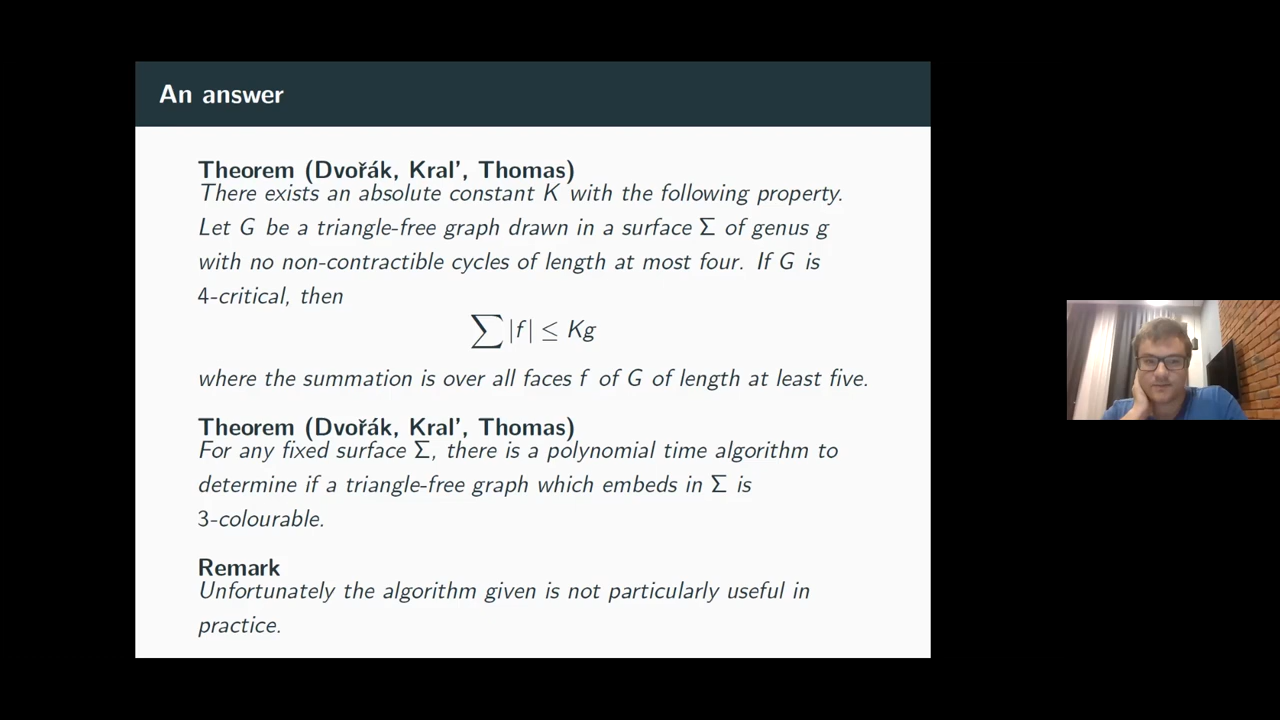 An answer
Theorem (Dvořák, Kral’, Thomas)
There exists an absolute constant K with the following property.
Let G be a triangle-free graph drawn in a surface Σ of genus g
with no non-contractible cycles of length at most four. If G is
4-critical, then
∑|f| ≤ Kg
where the summation is over all faces f of G of length at least five.
Theorem (Dvořák, Kral’, Thomas)
For any fixed surface Σ, there is a polynomial time algorithm to
determine if a triangle-free graph which embeds in Σ is
3-colourable.
Remark
Unfortunately the algorithm given is not particularly useful in
practice.